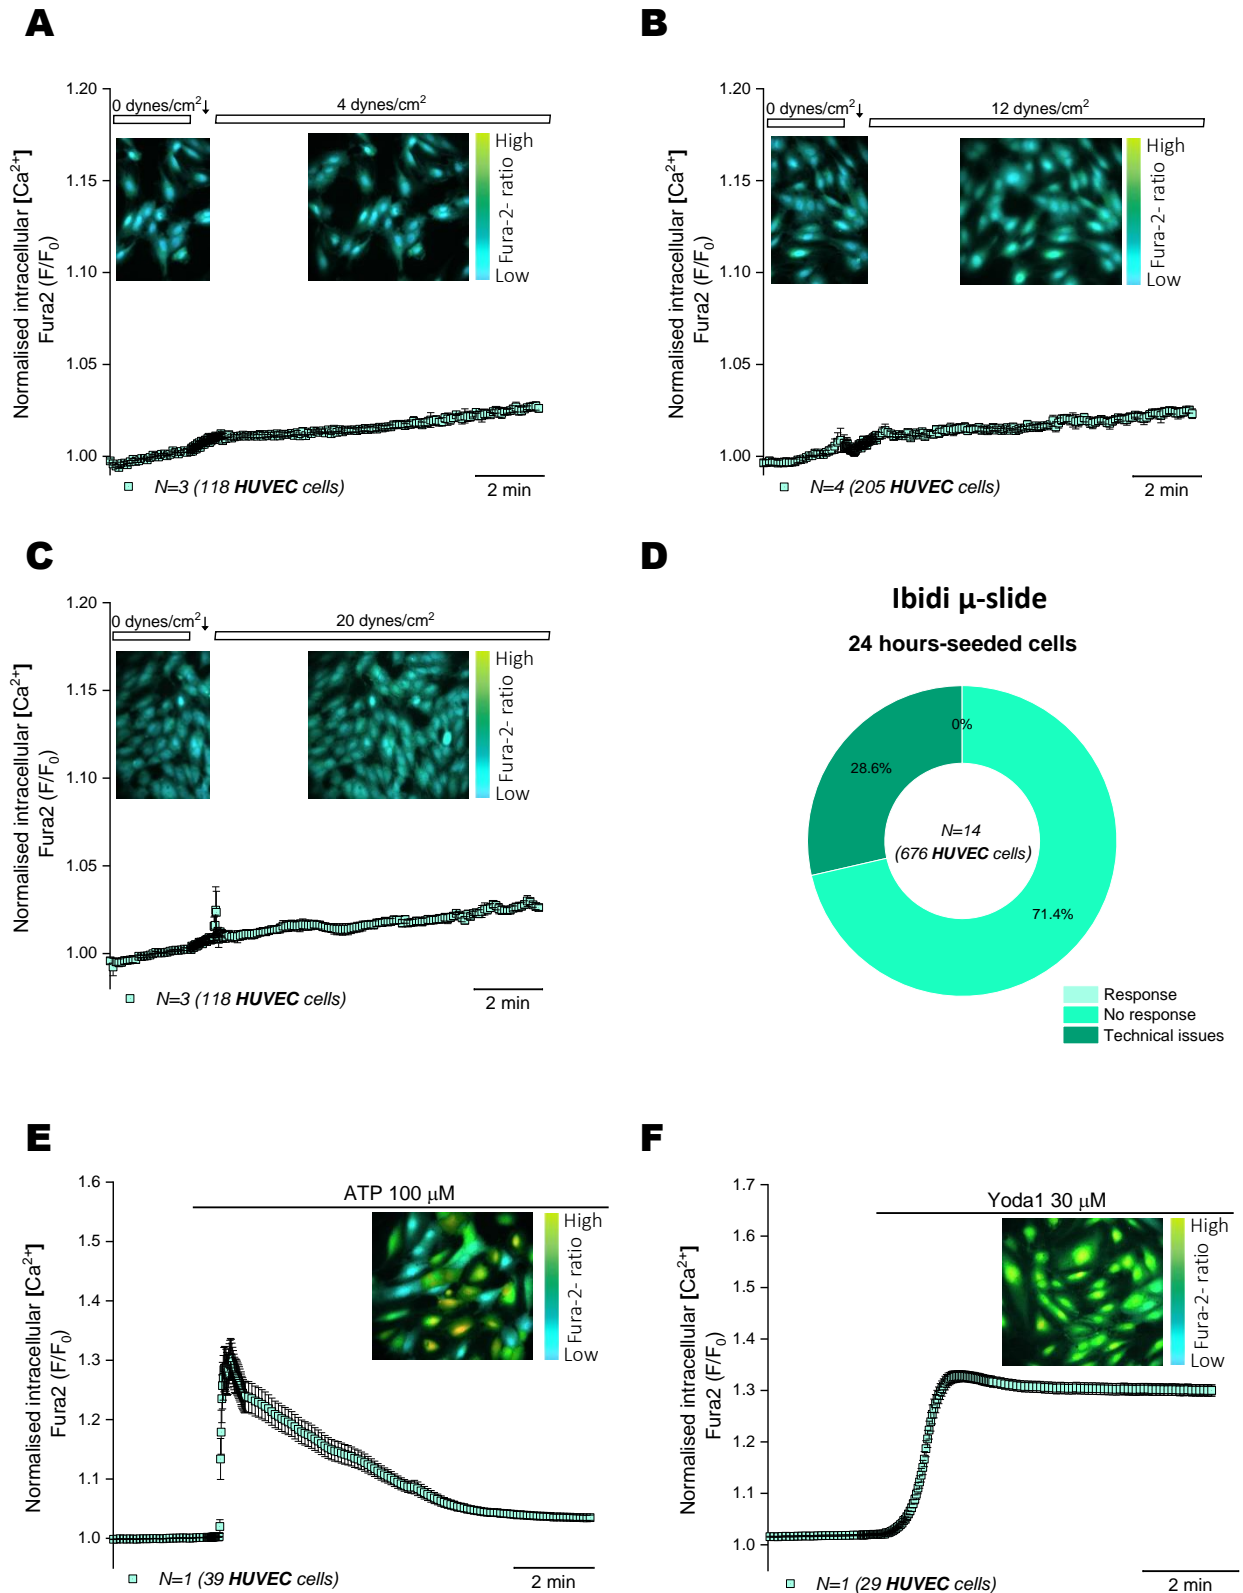 A
Normalised intracellular [Ca²⁺]
Fura2 (F/F₀)
1.20
1.15
1.10
1.05
1.00
0 dynes/cm²↓
4 dynes/cm²
High
Fura-2- ratio
Low
N=3 (118 HUVEC cells)
2 min
B
Normalised intracellular [Ca²⁺]
Fura2 (F/F₀)
1.20
1.15
1.10
1.05
1.00
0 dynes/cm²↓
12 dynes/cm²
High
Fura-2- ratio
Low
N=4 (205 HUVEC cells)
2 min
C
Normalised intracellular [Ca²⁺]
Fura2 (F/F₀)
1.20
1.15
1.10
1.05
1.00
0 dynes/cm²↓
20 dynes/cm²
High
Fura-2- ratio
Low
N=3 (118 HUVEC cells)
2 min
D
Ibidi µ-slide
24 hours-seeded cells
0%
28.6%
N=14
(676 HUVEC cells)
71.4%
Response
No response
Technical issues
E
Normalised intracellular [Ca²⁺]
Fura2 (F/F₀)
1.6
1.5
1.4
1.3
1.2
1.1
1.0
ATP 100 µM
High
Fura-2- ratio
Low
N=1 (39 HUVEC cells)
2 min
F
Normalised intracellular [Ca²⁺]
Fura2 (F/F₀)
1.7
1.6
1.5
1.4
1.3
1.2
1.1
1.0
Yoda1 30 µM
High
Fura-2- ratio
Low
N=1 (29 HUVEC cells)
2 min